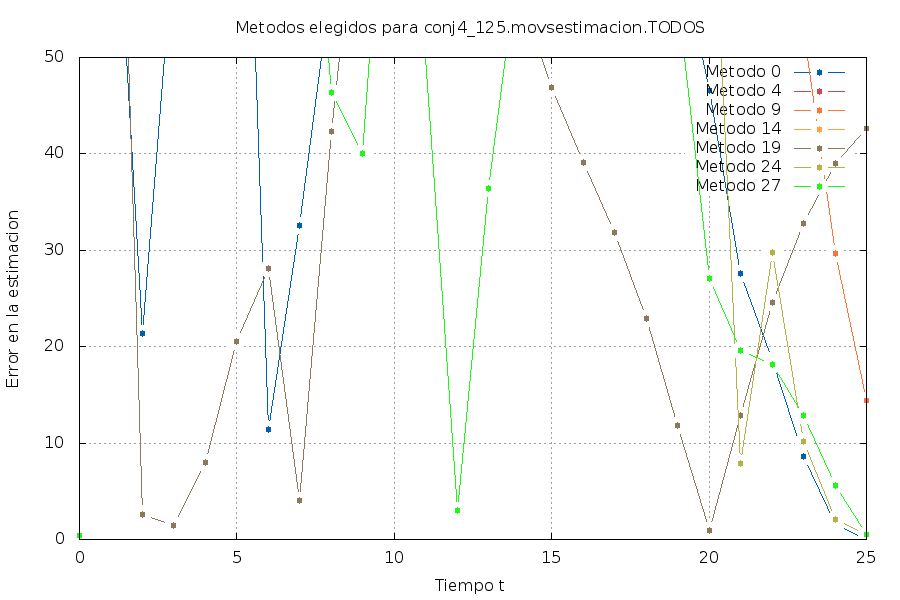 Metodos elegidos para conj4_125.movsestimacion.TODOS
Error en la estimacion
50
40
30
20
10
0
Metodo 0
Metodo 4
Metodo 9
Metodo 14
Metodo 19
Metodo 24
Metodo 27
0 5 10 15 20 25
Tiempo t